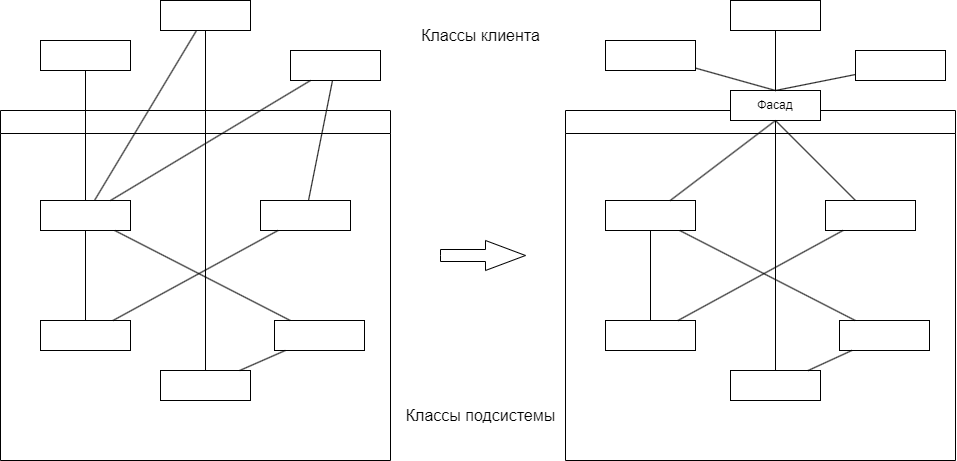 Классы клиента
Фасад
Классы подсистемы